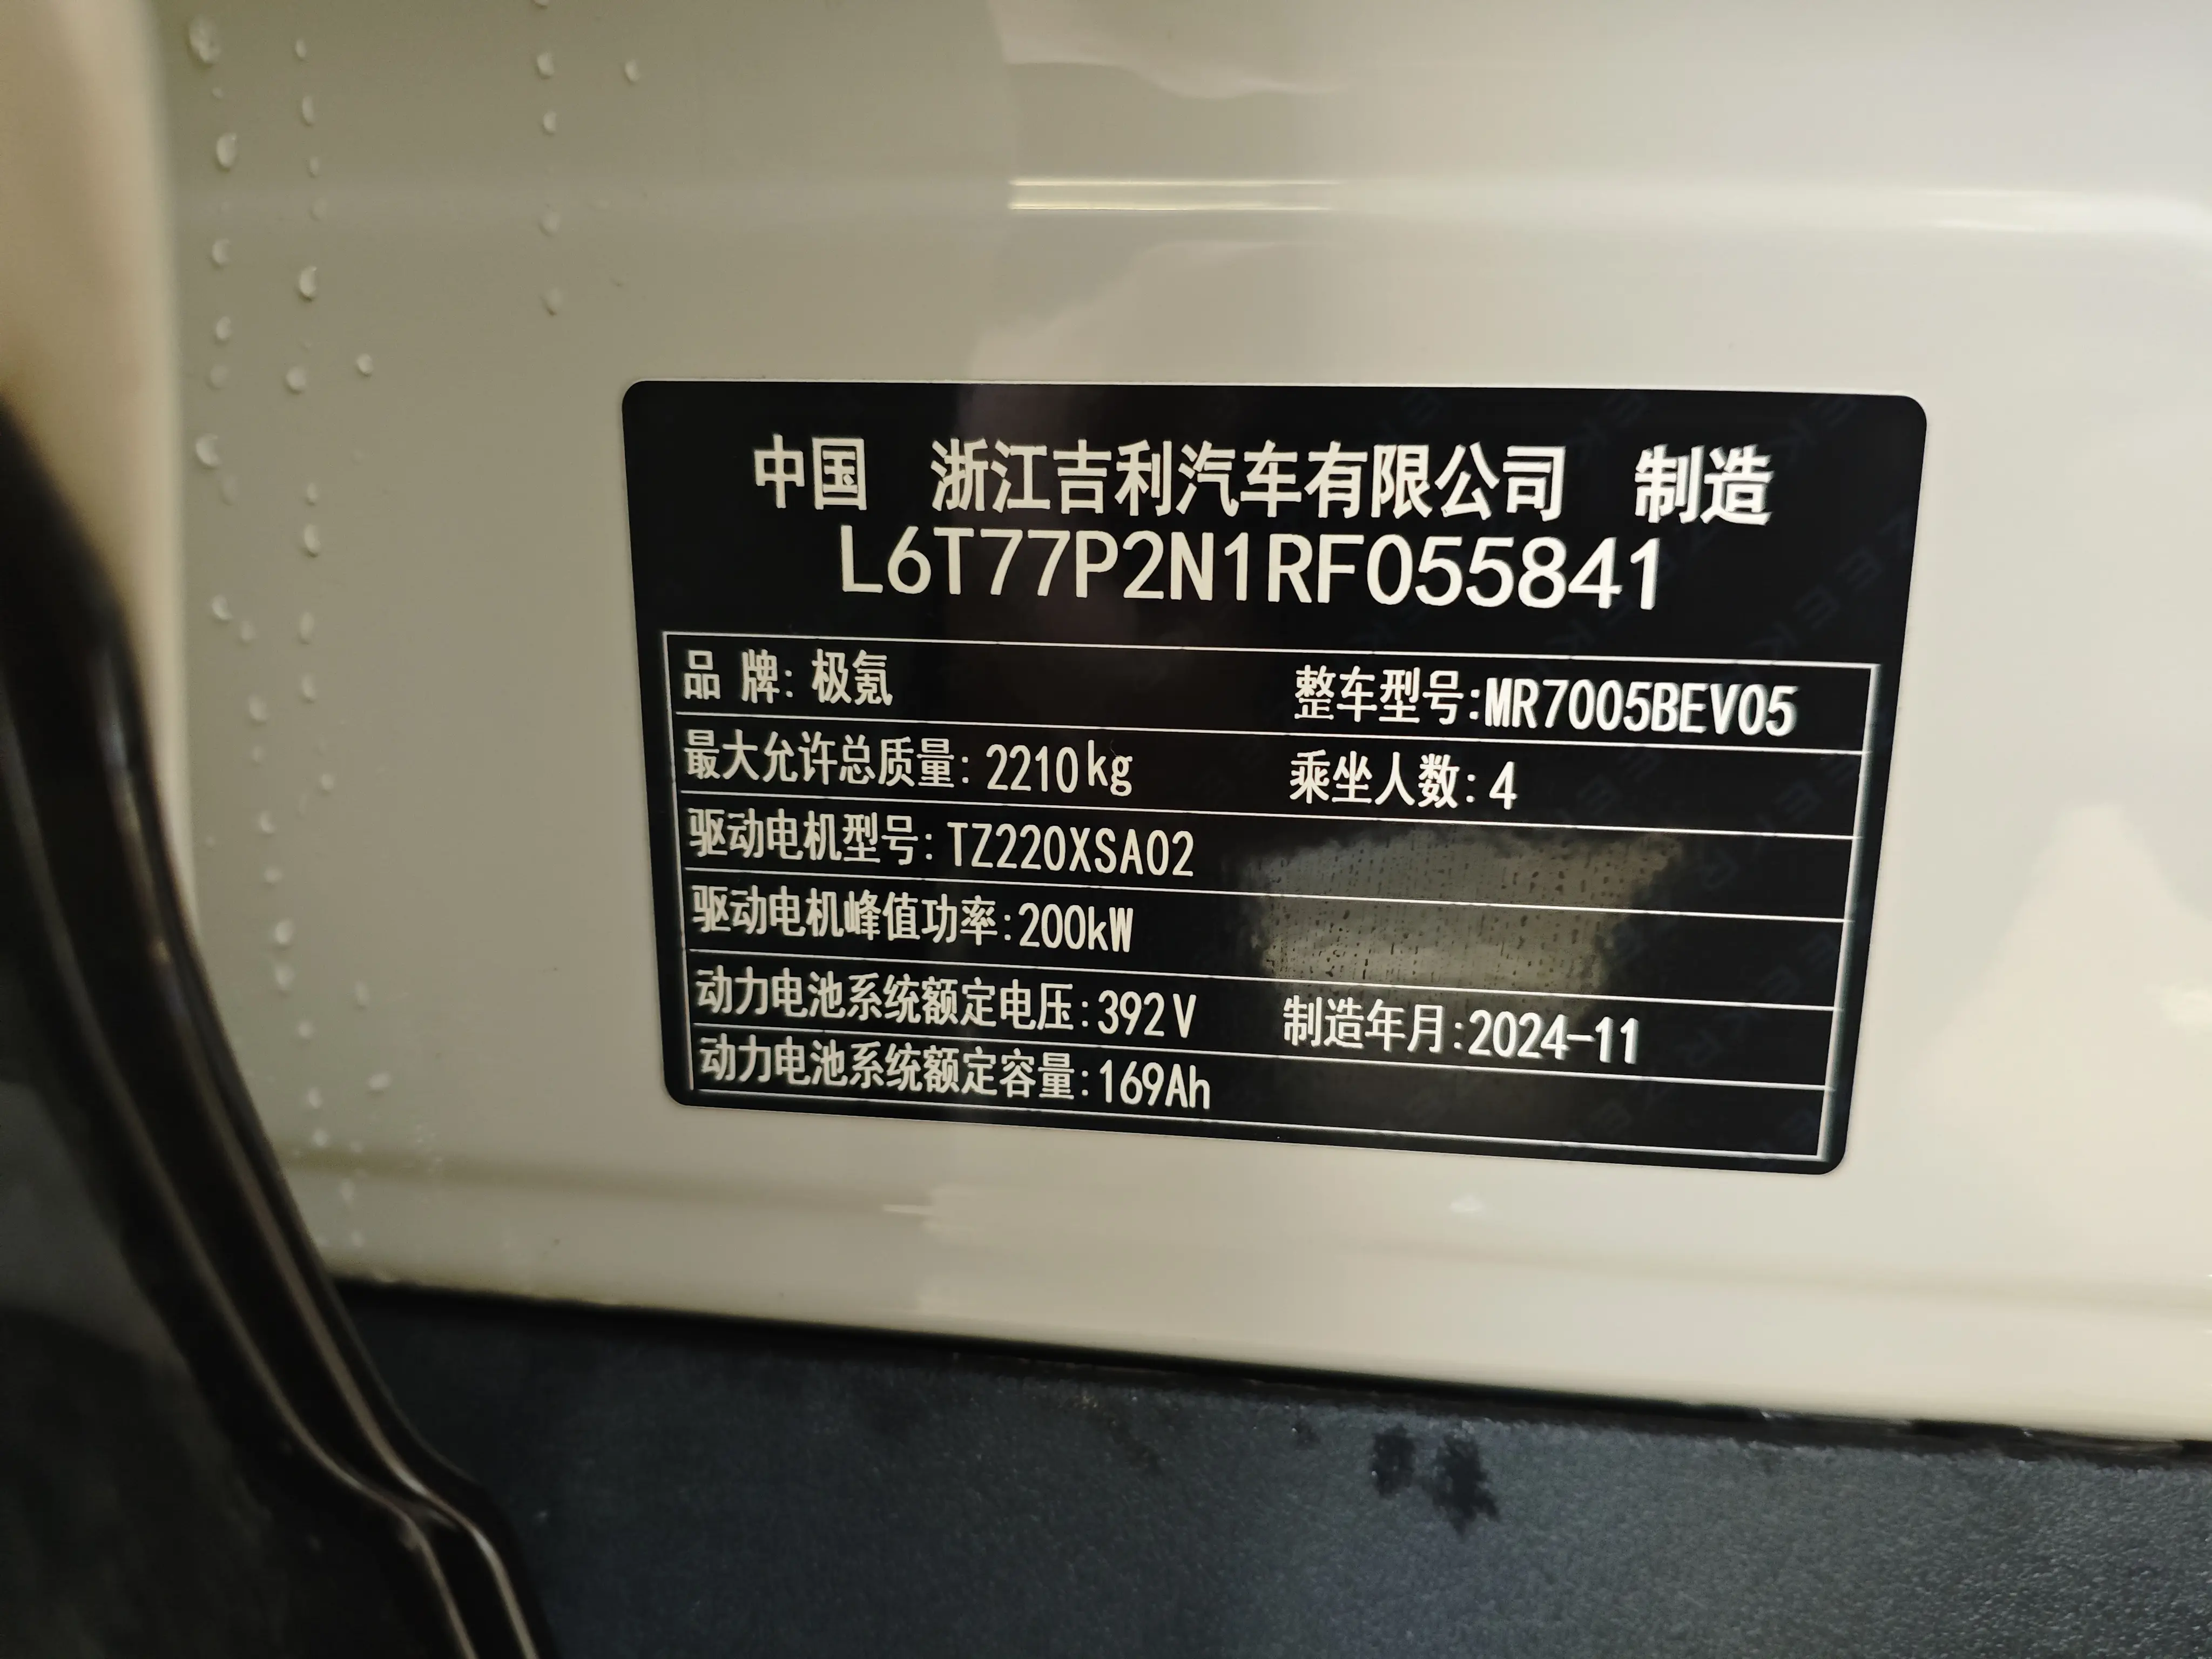 中国 浙江吉利汽车有限公司 制造
L6T77P2N1RF055841
品 牌: 极氪 整车型号:MR7005BEV05
最大允许总质量: 2210kg 乘坐人数: 4
驱动电机型号: TZ220XSA02
驱动电机峰值功率:200kW
动力电池系统额定电压:392V 制造年月:2024-11
动力电池系统额定容量:169Ah